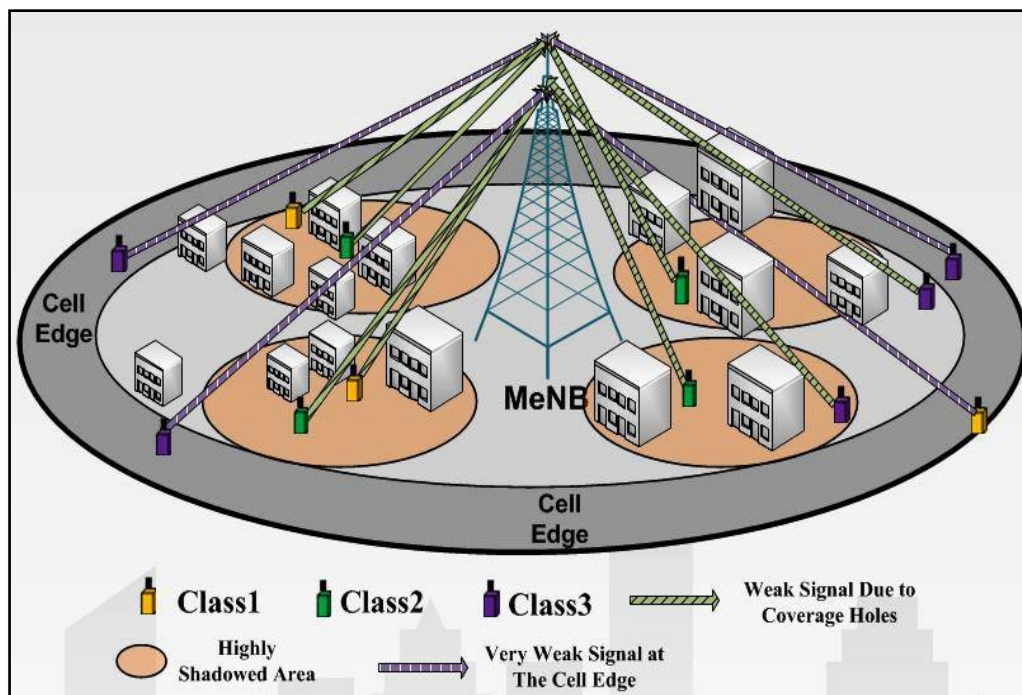 Cell
Edge
MeNB
Cell
Edge
Class1
Class2
Class3
Weak Signal Due to
Coverage Holes
Highly
Shadowed Area
Very Weak Signal at
The Cell Edge